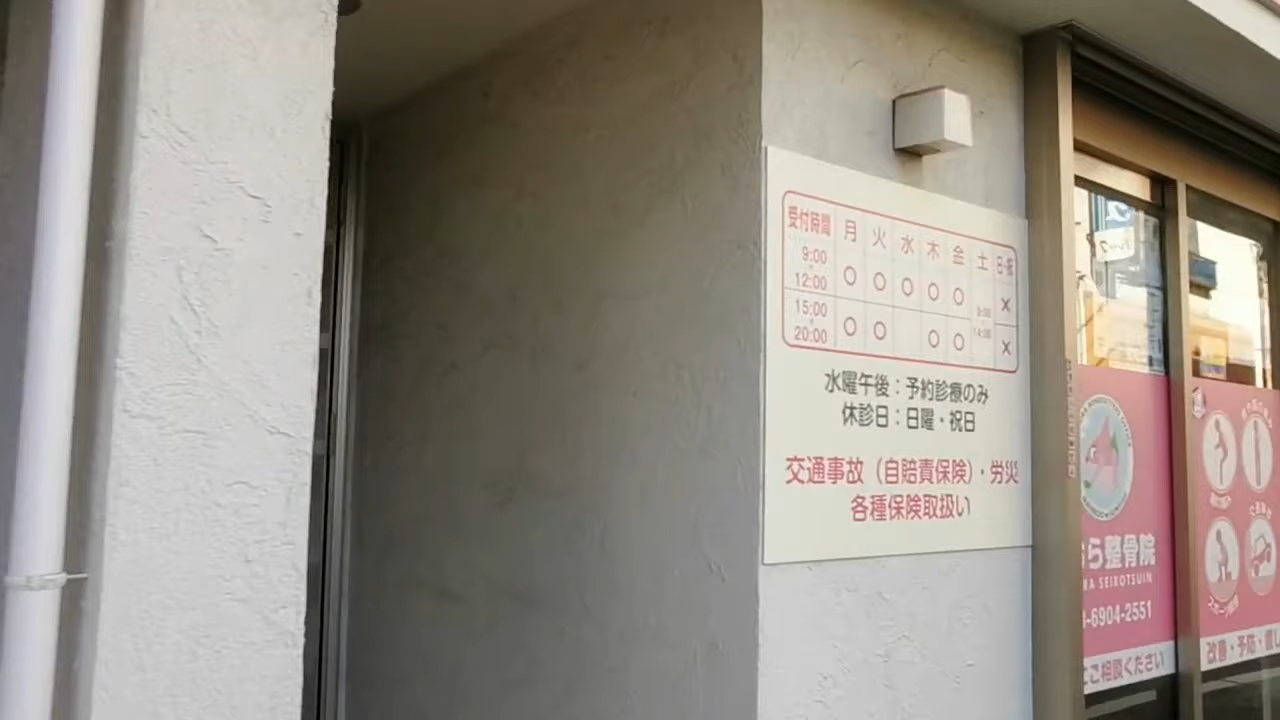 受付時間 月 火 水 木 金 土 日・祝
9:00 12:00 ○ ○ ○ ○ ○ 9:00 14:00 ×
15:00 20:00 ○ ○ ○ ○ ×
水曜午後：予約診療のみ
休診日：日曜・祝日
交通事故（自賠責保険）・労災
各種保険取扱い
ら整骨院
RA SEIKOTSUIN
-6904-2551
ご相談ください
改善・予防・癒し